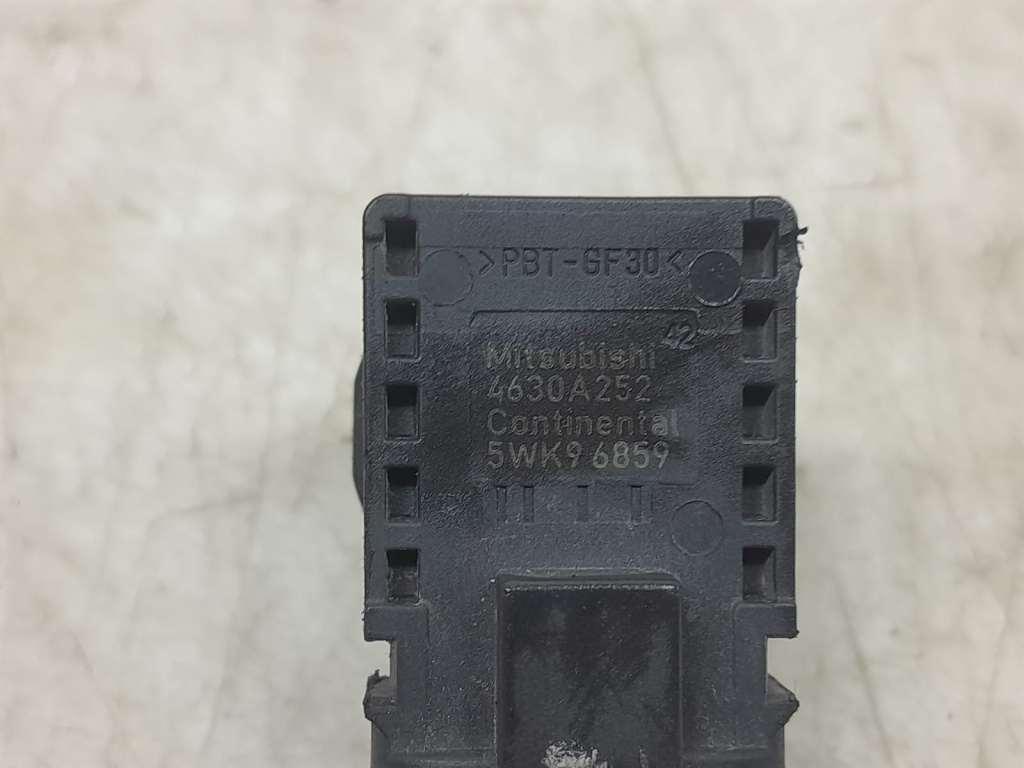 >PBT-GF30<
42
Mitsubishi
4630A252
Continental
5WK9 6859